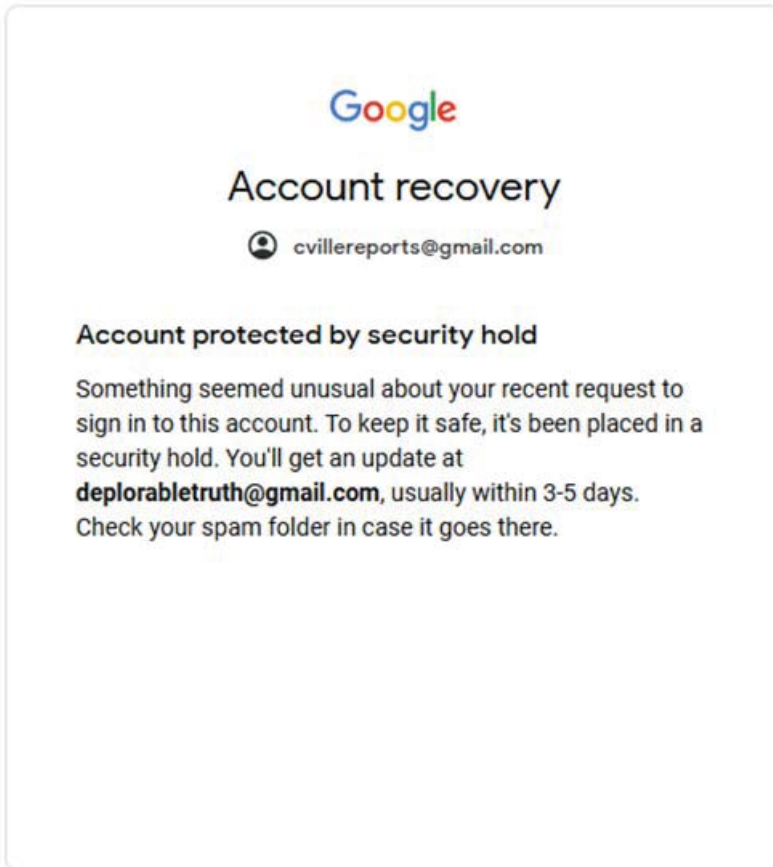 Google
Account recovery
cvillereports@gmail.com
Account protected by security hold
Something seemed unusual about your recent request to
sign in to this account. To keep it safe, it's been placed in a
security hold. You'll get an update at
deplorabletruth@gmail.com, usually within 3-5 days.
Check your spam folder in case it goes there.